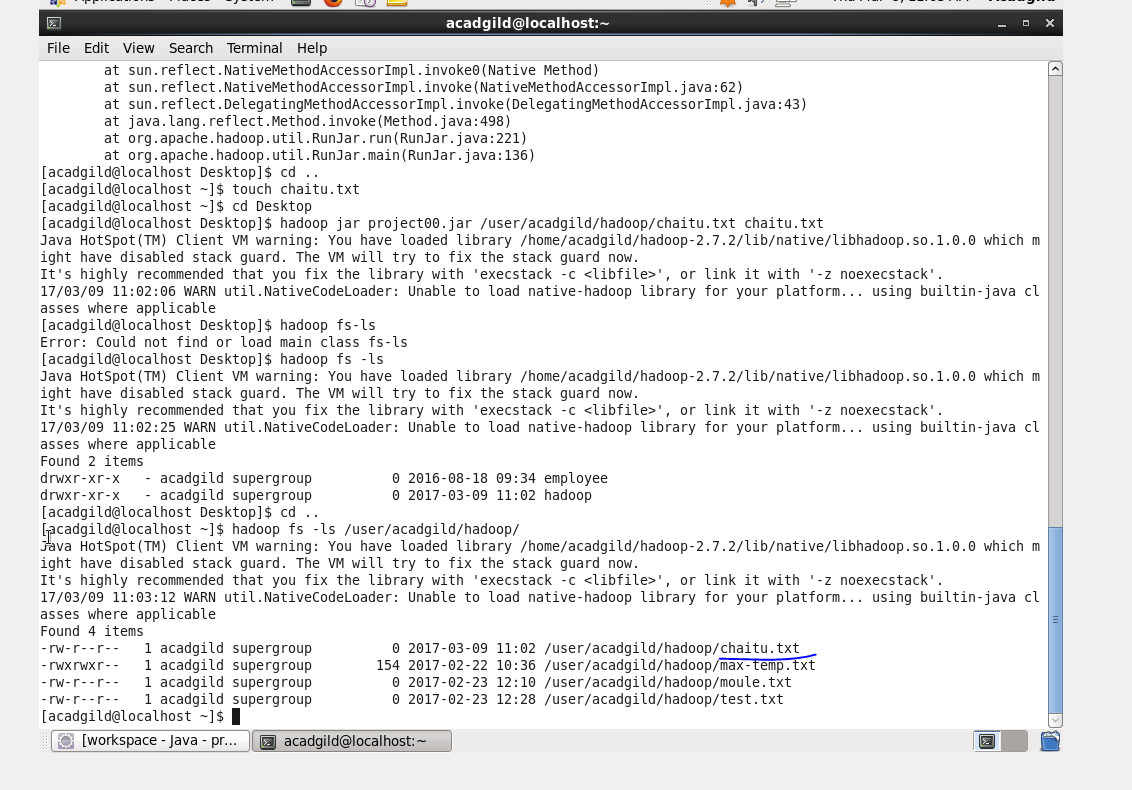 acadgild@localhost:~
File Edit View Search Terminal Help
at sun.reflect.NativeMethodAccessorImpl.invoke0(Native Method)
at sun.reflect.NativeMethodAccessorImpl.invoke(NativeMethodAccessorImpl.java:62)
at sun.reflect.DelegatingMethodAccessorImpl.invoke(DelegatingMethodAccessorImpl.java:43)
at java.lang.reflect.Method.invoke(Method.java:498)
at org.apache.hadoop.util.RunJar.run(RunJar.java:221)
at org.apache.hadoop.util.RunJar.main(RunJar.java:136)
[acadgild@localhost Desktop]$ cd ..
[acadgild@localhost ~]$ touch chaitu.txt
[acadgild@localhost ~]$ cd Desktop
[acadgild@localhost Desktop]$ hadoop jar project00.jar /user/acadgild/hadoop/chaitu.txt chaitu.txt
Java HotSpot(TM) Client VM warning: You have loaded library /home/acadgild/hadoop-2.7.2/lib/native/libhadoop.so.1.0.0 which m
ight have disabled stack guard. The VM will try to fix the stack guard now.
It's highly recommended that you fix the library with 'execstack -c <libfile>', or link it with '-z noexecstack'.
17/03/09 11:02:06 WARN util.NativeCodeLoader: Unable to load native-hadoop library for your platform... using builtin-java cl
asses where applicable
[acadgild@localhost Desktop]$ hadoop fs-ls
Error: Could not find or load main class fs-ls
[acadgild@localhost Desktop]$ hadoop fs -ls
Java HotSpot(TM) Client VM warning: You have loaded library /home/acadgild/hadoop-2.7.2/lib/native/libhadoop.so.1.0.0 which m
ight have disabled stack guard. The VM will try to fix the stack guard now.
It's highly recommended that you fix the library with 'execstack -c <libfile>', or link it with '-z noexecstack'.
17/03/09 11:02:25 WARN util.NativeCodeLoader: Unable to load native-hadoop library for your platform... using builtin-java cl
asses where applicable
Found 2 items
drwxr-xr-x   - acadgild supergroup          0 2016-08-18 09:34 employee
drwxr-xr-x   - acadgild supergroup          0 2017-03-09 11:02 hadoop
[acadgild@localhost Desktop]$ cd ..
[acadgild@localhost ~]$ hadoop fs -ls /user/acadgild/hadoop/
Java HotSpot(TM) Client VM warning: You have loaded library /home/acadgild/hadoop-2.7.2/lib/native/libhadoop.so.1.0.0 which m
ight have disabled stack guard. The VM will try to fix the stack guard now.
It's highly recommended that you fix the library with 'execstack -c <libfile>', or link it with '-z noexecstack'.
17/03/09 11:03:12 WARN util.NativeCodeLoader: Unable to load native-hadoop library for your platform... using builtin-java cl
asses where applicable
Found 4 items
-rw-r--r--   1 acadgild supergroup          0 2017-03-09 11:02 /user/acadgild/hadoop/chaitu.txt
-rwxrwxr--   1 acadgild supergroup        154 2017-02-22 10:36 /user/acadgild/hadoop/max-temp.txt
-rw-r--r--   1 acadgild supergroup          0 2017-02-23 12:10 /user/acadgild/hadoop/moule.txt
-rw-r--r--   1 acadgild supergroup          0 2017-02-23 12:28 /user/acadgild/hadoop/test.txt
[acadgild@localhost ~]$
[workspace - Java - pr... acadgild@localhost:~